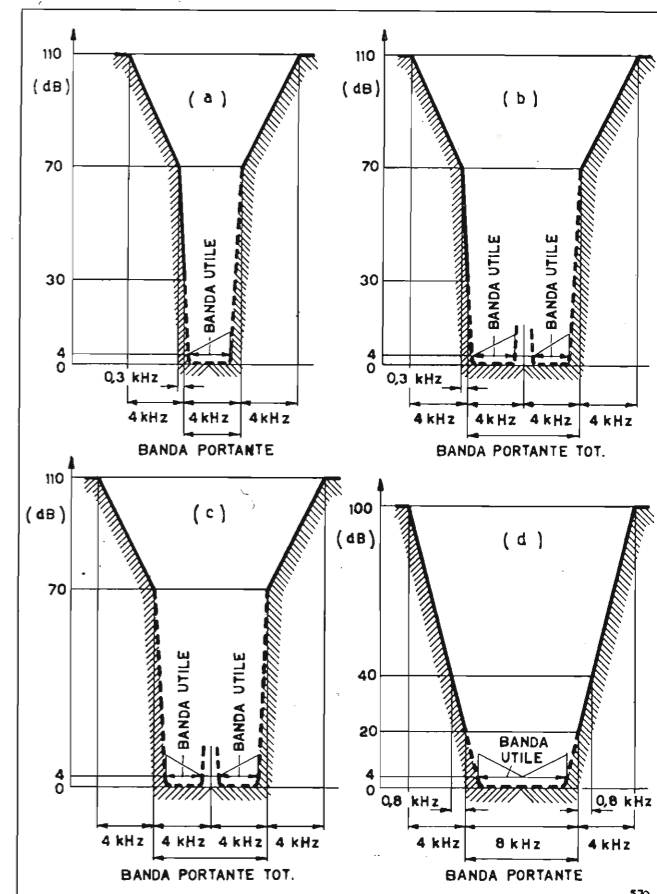 110
(dB)
(a)
70
30
BANDA UTILE
4
0
0,3 kHz
4 kHz
4 kHz
4 kHz
BANDA PORTANTE
110
(dB)
(b)
70
30
BANDA UTILE
BANDA UTILE
4
0
0,3 kHz
4 kHz
4 kHz
4 kHz
4 kHz
BANDA PORTANTE TOT.
110
(dB)
(c)
70
BANDA UTILE
BANDA UTILE
4
0
4 kHz
4 kHz
4 kHz
4 kHz
BANDA PORTANTE TOT.
100
(dB)
(d)
40
20
BANDA
UTILE
4
0
0,8 kHz
0,8 kHz
4 kHz
8 kHz
4 kHz
BANDA PORTANTE